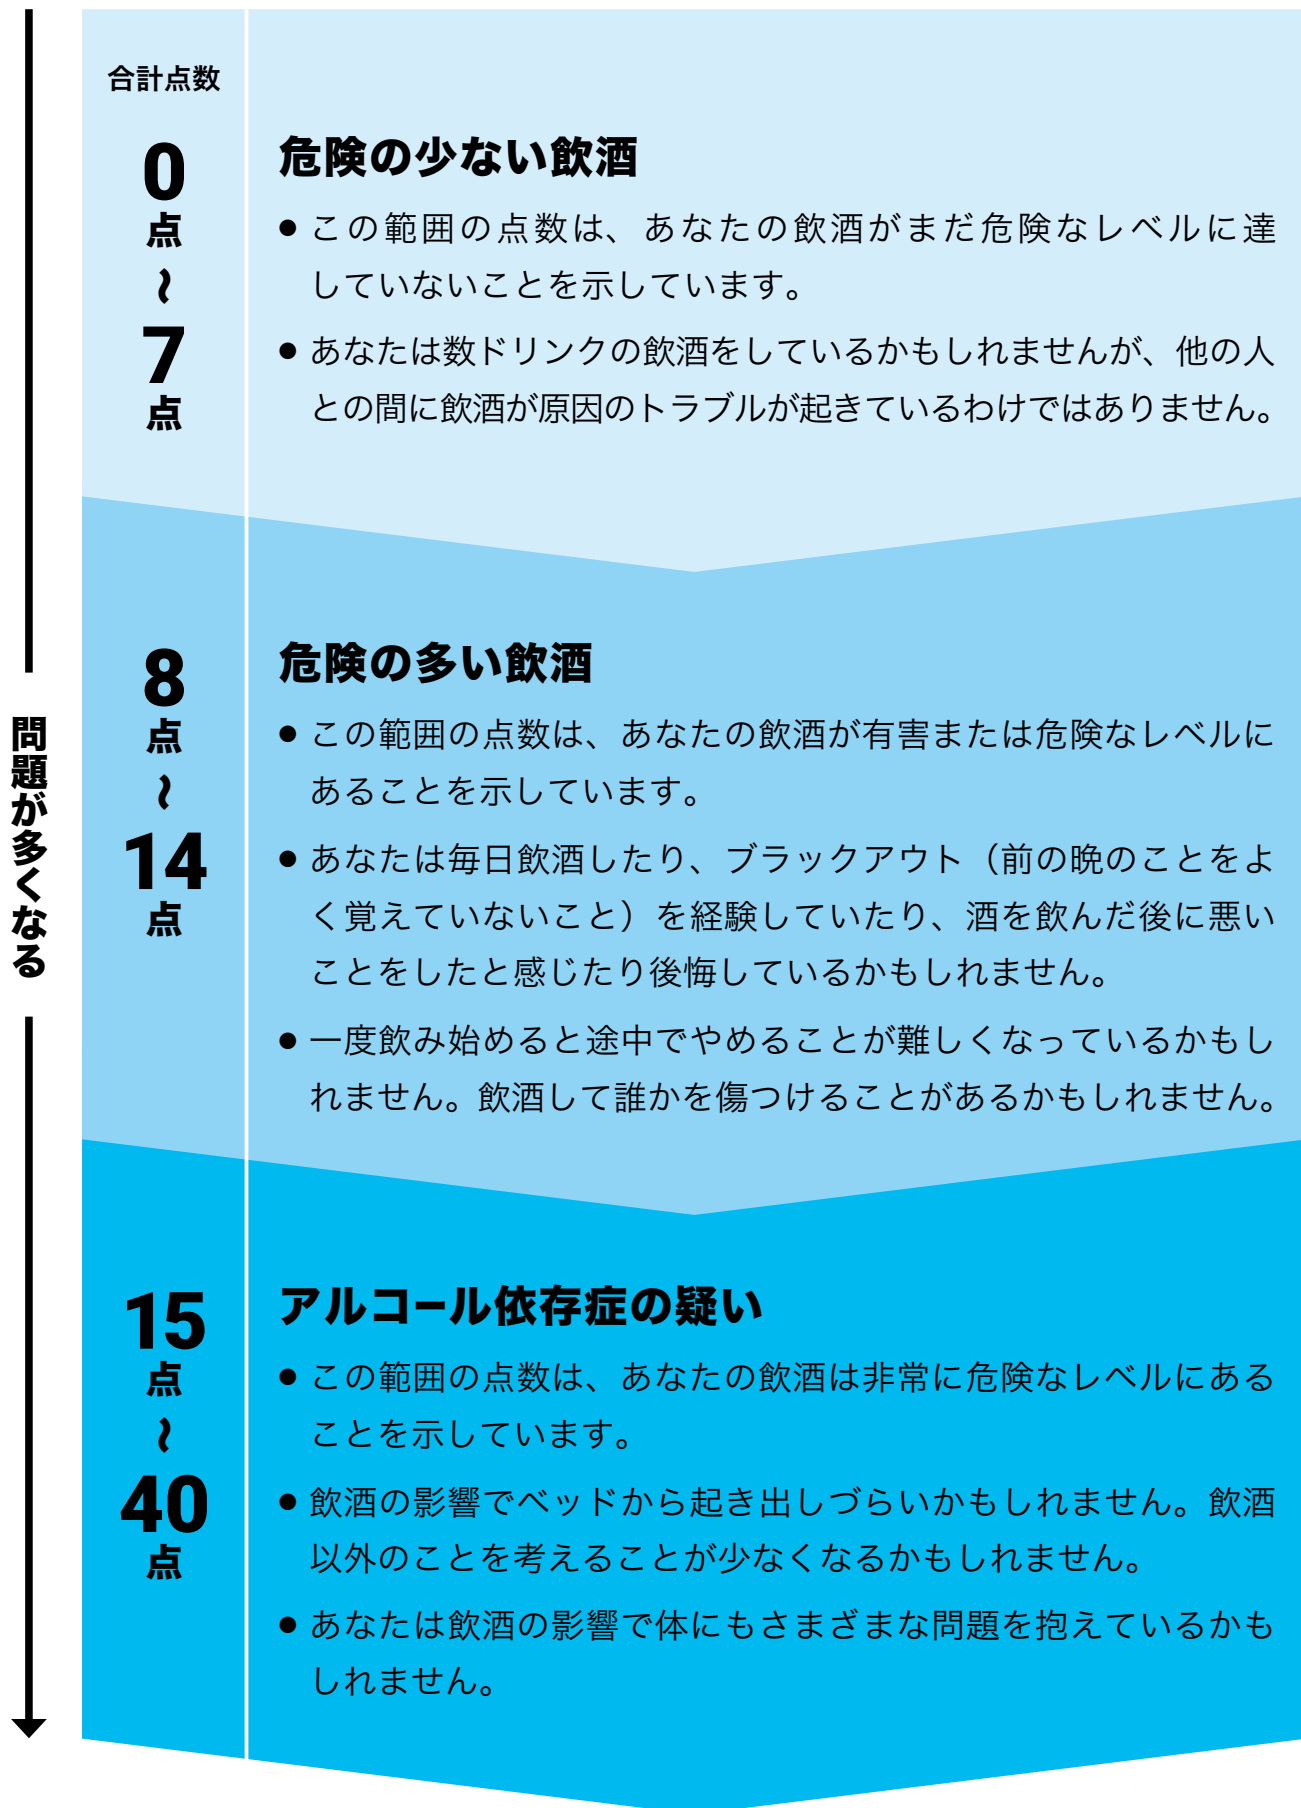 合計点数
0
点
〜
7
点
危険の少ない飲酒
● この範囲の点数は、あなたの飲酒がまだ危険なレベルに達
していないことを示しています。
● あなたは数ドリンクの飲酒をしているかもしれませんが、他の人
との間に飲酒が原因のトラブルが起きているわけではありません。
問題が多くなる
8
点
〜
14
点
危険の多い飲酒
● この範囲の点数は、あなたの飲酒が有害または危険なレベルに
あることを示しています。
● あなたは毎日飲酒したり、ブラックアウト（前の晩のことをよ
く覚えていないこと）を経験していたり、酒を飲んだ後に悪い
ことをしたと感じたり後悔しているかもしれません。
● 一度飲み始めると途中でやめることが難しくなっているかもし
れません。飲酒して誰かを傷つけることがあるかもしれません。
15
点
〜
40
点
アルコール依存症の疑い
● この範囲の点数は、あなたの飲酒は非常に危険なレベルにある
ことを示しています。
● 飲酒の影響でベッドから起き出しづらいかもしれません。飲酒
以外のことを考えることが少なくなるかもしれません。
● あなたは飲酒の影響で体にもさまざまな問題を抱えているかも
しれません。